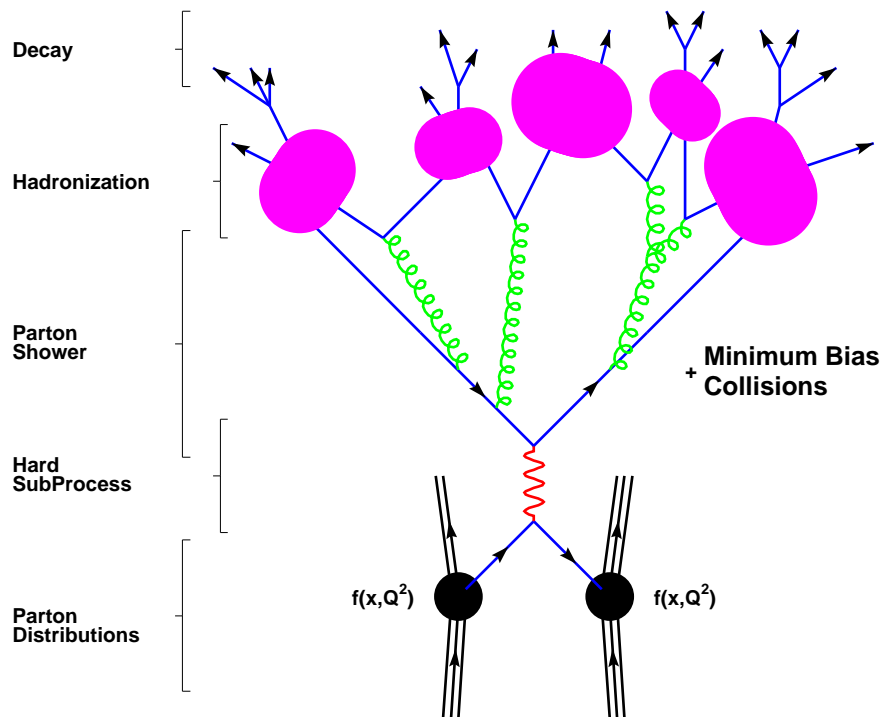 Decay
Hadronization
Parton
Shower
+ Minimum Bias
Collisions
Hard
SubProcess
f(x,Q²)
f(x,Q²)
Parton
Distributions